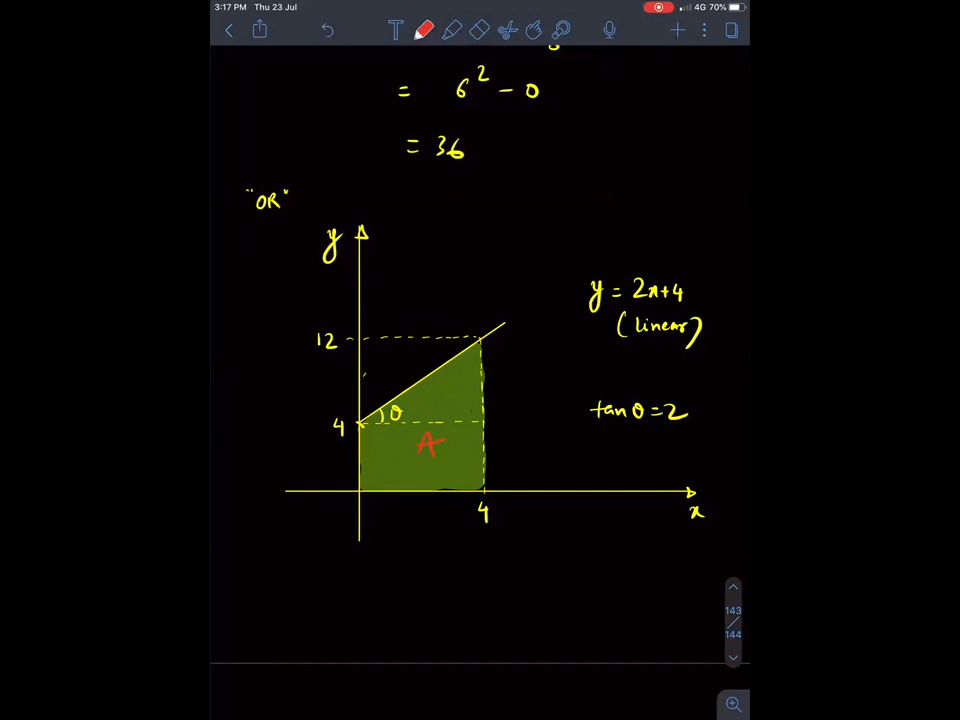 3:17 PM Thu 23 Jul
4G 70%
T
= 6² - 0
= 36
"OR"
y
y = 2x+4
(linear)
12
θ
tan θ = 2
4
A
4
x
143
144